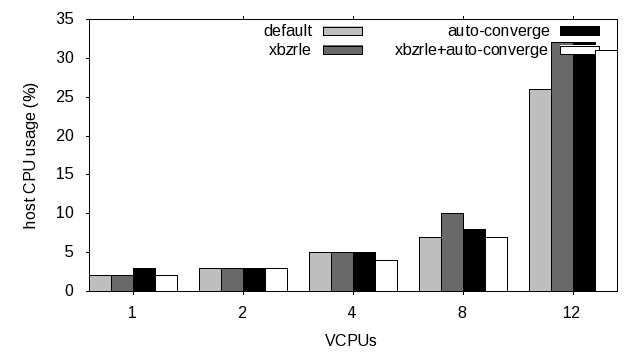 35
30
25
20
15
10
5
0
host CPU usage (%)
default
xbzrle
auto-converge
xbzrle+auto-converge
1 2 4 8 12
VCPUs